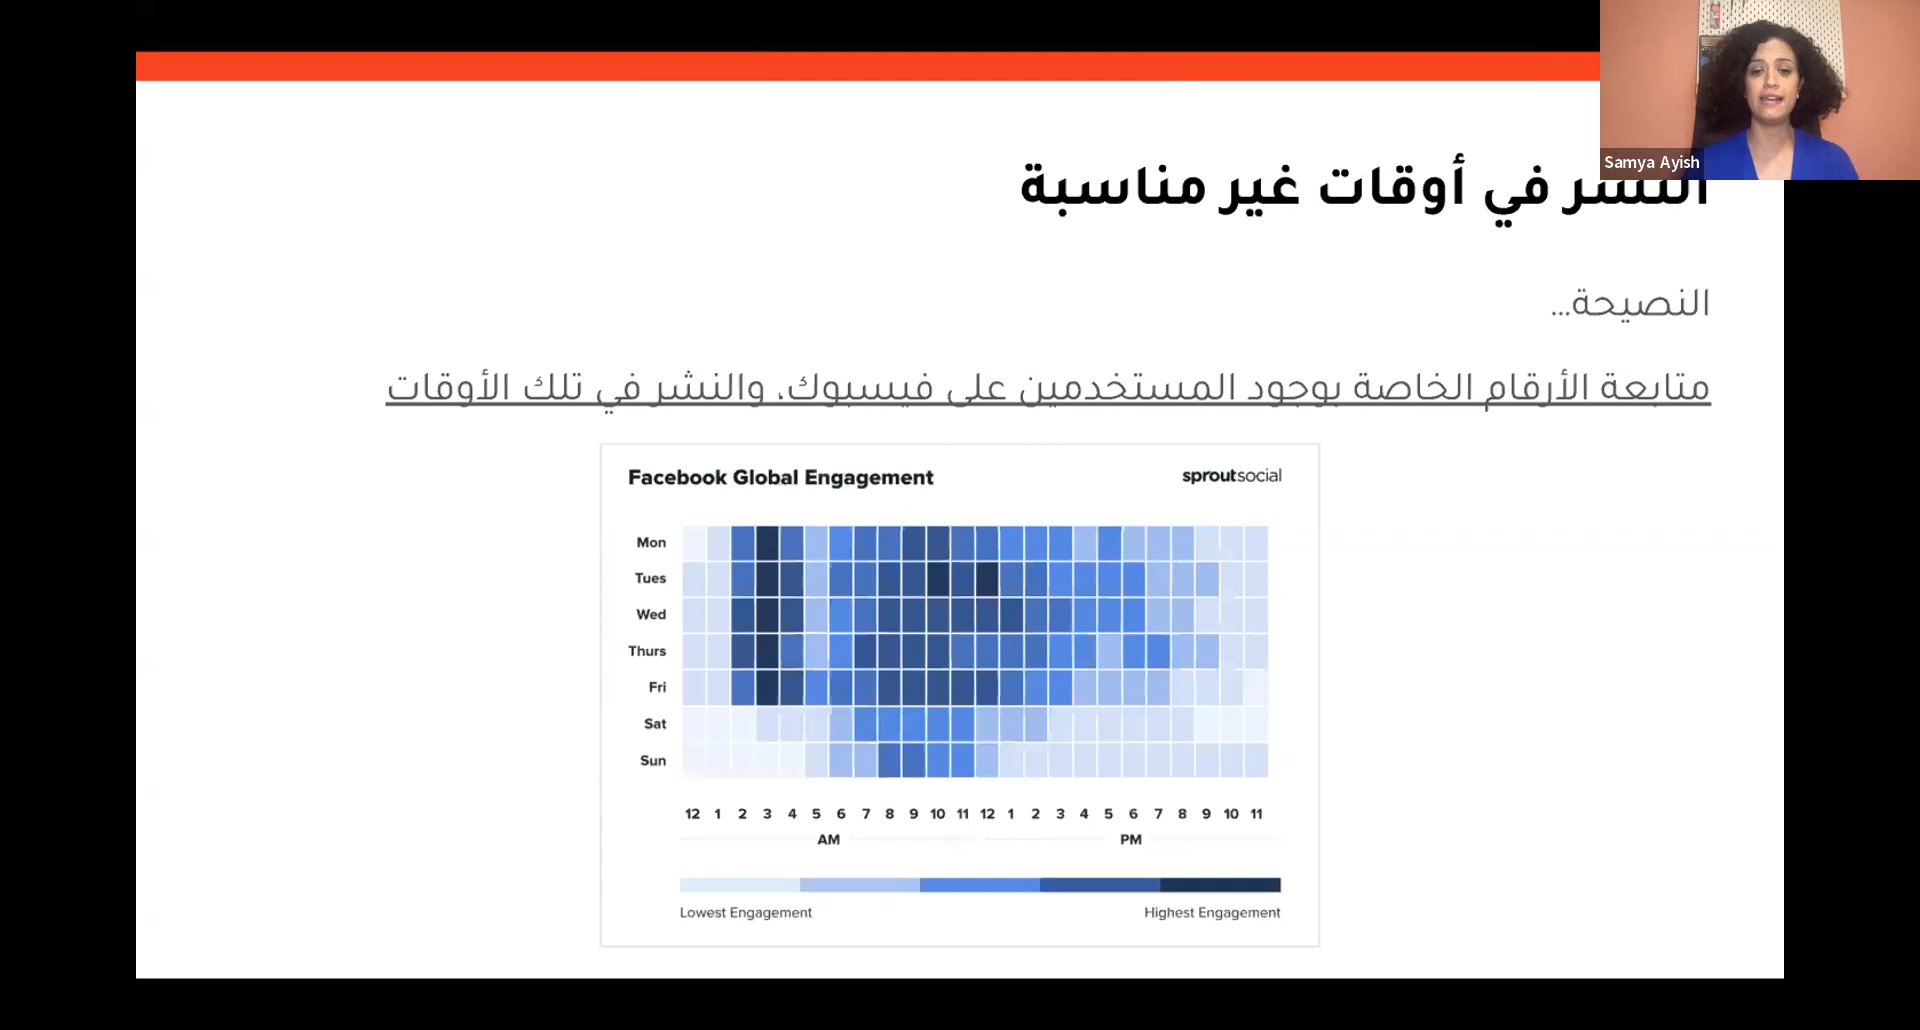 Samya Ayish
في أوقات غير مناسبة
النصيحة...
متابعة الأرقام الخاصة بوجود المستخدمين على فيسبوك، والنشر في تلك الأوقات
Facebook Global Engagement
sproutsocial
Mon
Tues
Wed
Thurs
Fri
Sat
Sun
12 1 2 3 4 5 6 7 8 9 10 11 12 1 2 3 4 5 6 7 8 9 10 11
AM PM
Lowest Engagement Highest Engagement